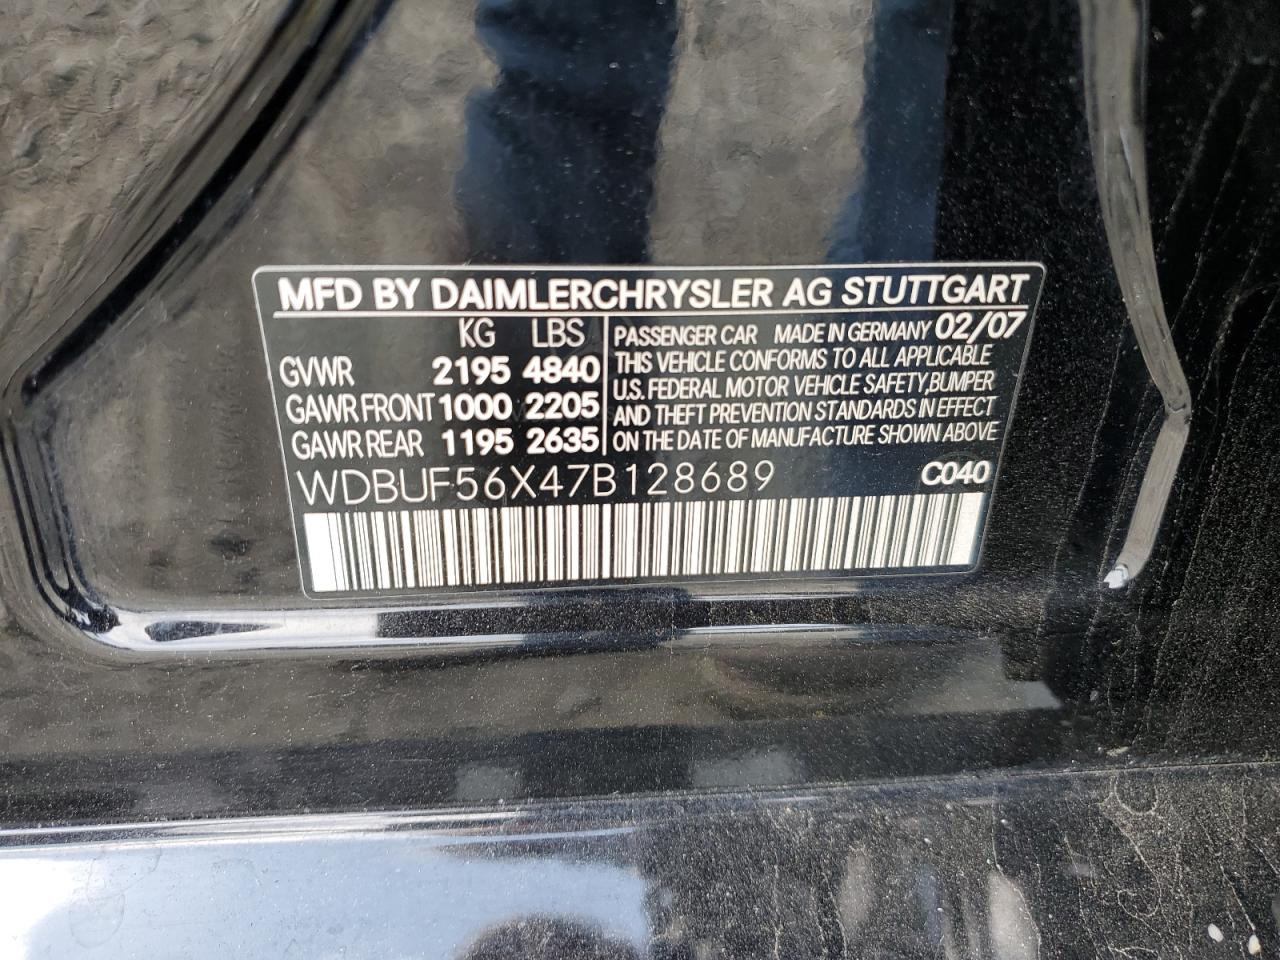 MFD BY DAIMLERCHRYSLER AG STUTTGART
KG LBS
GVWR 2195 4840
GAWR FRONT 1000 2205
GAWR REAR 1195 2635
PASSENGER CAR MADE IN GERMANY 02/07
THIS VEHICLE CONFORMS TO ALL APPLICABLE
U.S. FEDERAL MOTOR VEHICLE SAFETY, BUMPER
AND THEFT PREVENTION STANDARDS IN EFFECT
ON THE DATE OF MANUFACTURE SHOWN ABOVE
WDBUF56X47B128689 C040